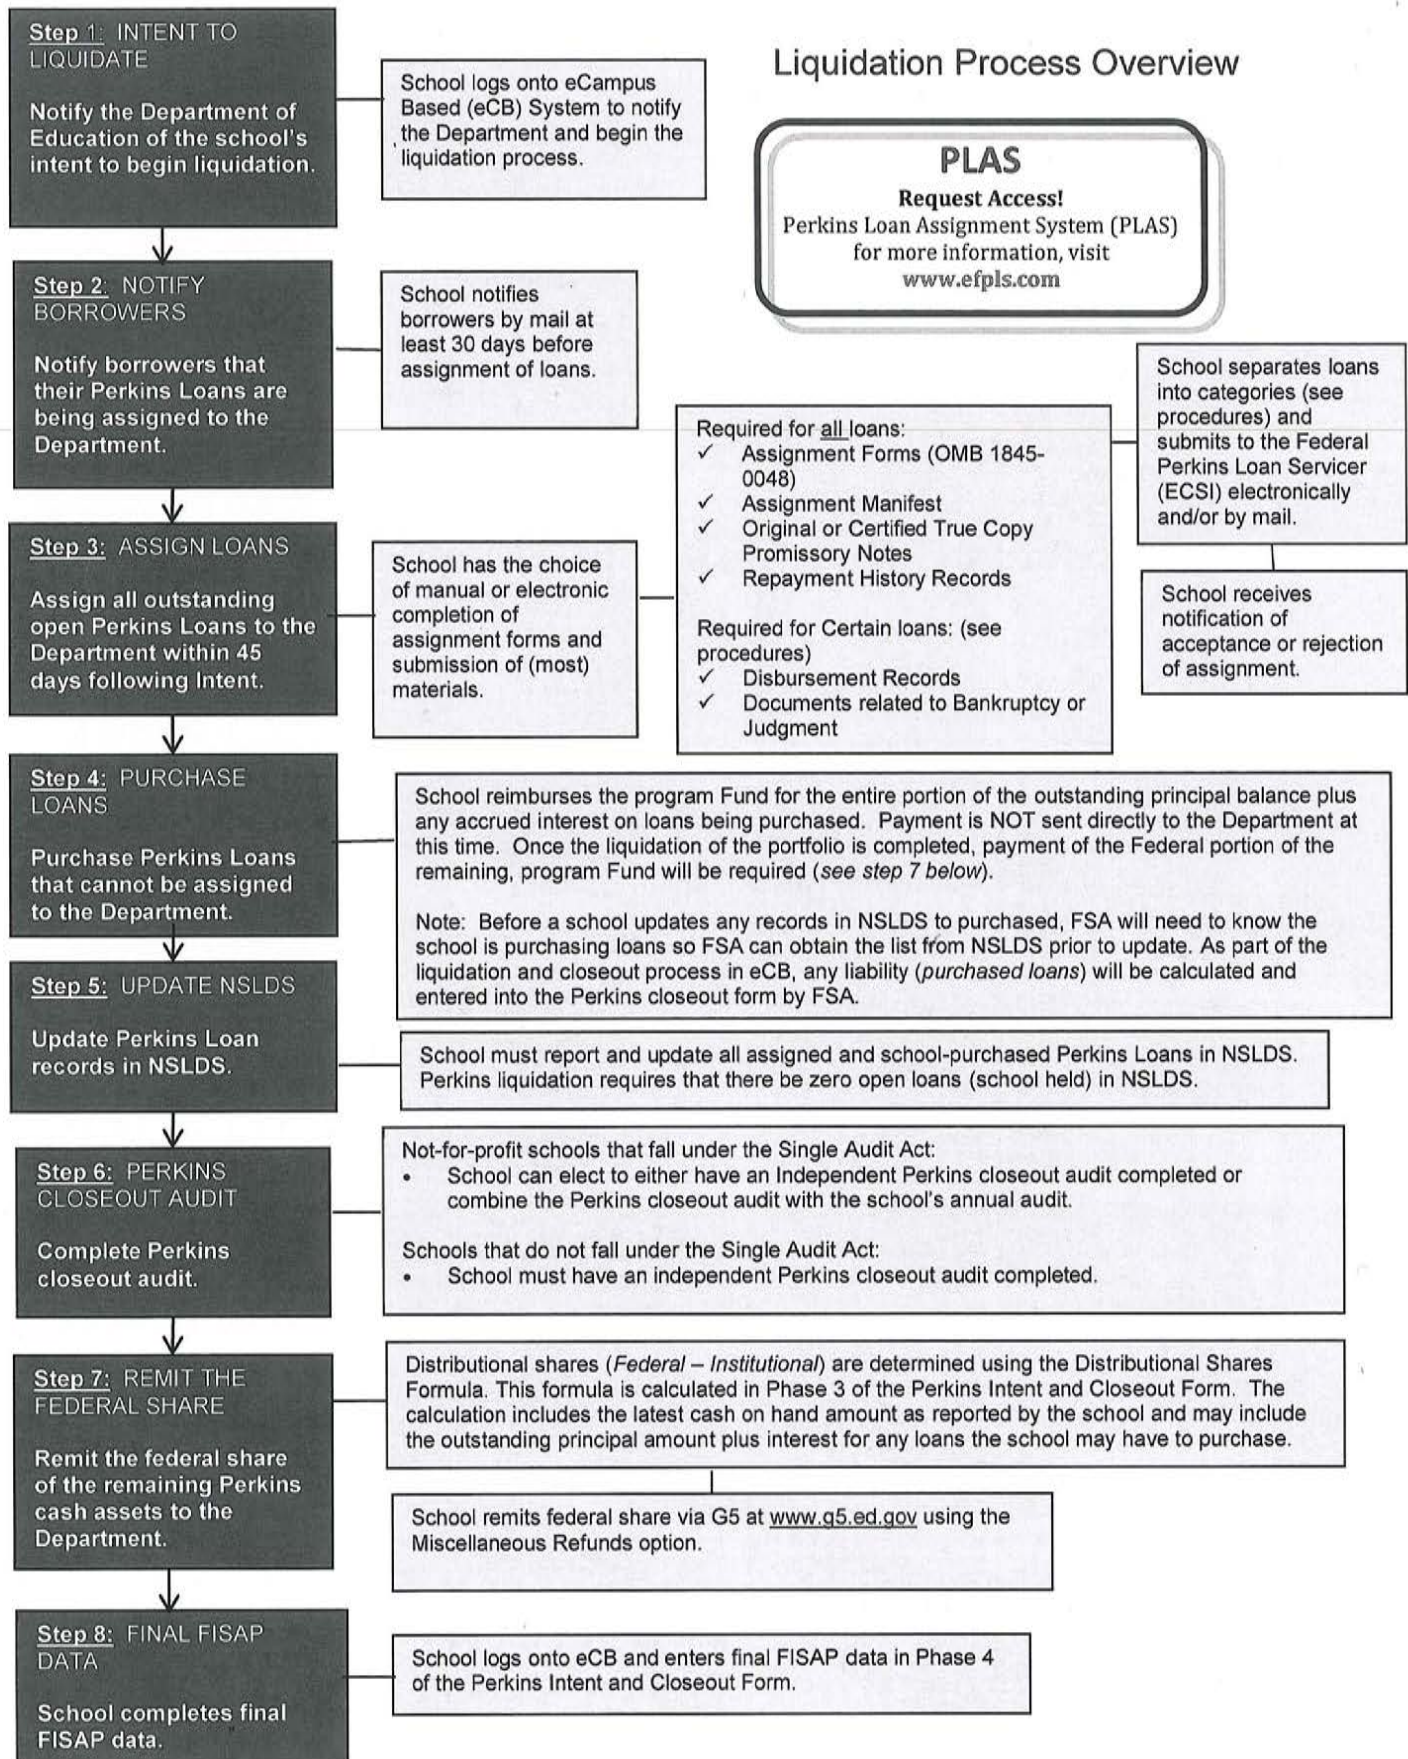 Liquidation Process Overview
PLAS
Request Access!
Perkins Loan Assignment System (PLAS)
for more information, visit
www.efpls.com
Step 1: INTENT TO
LIQUIDATE
Notify the Department of
Education of the school's
intent to begin liquidation.
School logs onto eCampus
Based (eCB) System to notify
the Department and begin the
liquidation process.
Step 2: NOTIFY
BORROWERS
Notify borrowers that
their Perkins Loans are
being assigned to the
Department.
School notifies
borrowers by mail at
least 30 days before
assignment of loans.
Step 3: ASSIGN LOANS
Assign all outstanding
open Perkins Loans to the
Department within 45
days following Intent.
School has the choice
of manual or electronic
completion of
assignment forms and
submission of (most)
materials.
Required for all loans:
✓ Assignment Forms (OMB 1845-
0048)
✓ Assignment Manifest
✓ Original or Certified True Copy
Promissory Notes
✓ Repayment History Records
Required for Certain loans: (see
procedures)
✓ Disbursement Records
✓ Documents related to Bankruptcy or
Judgment
School separates loans
into categories (see
procedures) and
submits to the Federal
Perkins Loan Servicer
(ECSI) electronically
and/or by mail.
School receives
notification of
acceptance or rejection
of assignment.
Step 4: PURCHASE
LOANS
Purchase Perkins Loans
that cannot be assigned
to the Department.
School reimburses the program Fund for the entire portion of the outstanding principal balance plus
any accrued interest on loans being purchased. Payment is NOT sent directly to the Department at
this time. Once the liquidation of the portfolio is completed, payment of the Federal portion of the
remaining, program Fund will be required (see step 7 below).
Note: Before a school updates any records in NSLDS to purchased, FSA will need to know the
school is purchasing loans so FSA can obtain the list from NSLDS prior to update. As part of the
liquidation and closeout process in eCB, any liability (purchased loans) will be calculated and
entered into the Perkins closeout form by FSA.
Step 5: UPDATE NSLDS
Update Perkins Loan
records in NSLDS.
School must report and update all assigned and school-purchased Perkins Loans in NSLDS.
Perkins liquidation requires that there be zero open loans (school held) in NSLDS.
Step 6: PERKINS
CLOSEOUT AUDIT
Complete Perkins
closeout audit.
Not-for-profit schools that fall under the Single Audit Act:
• School can elect to either have an Independent Perkins closeout audit completed or
combine the Perkins closeout audit with the school's annual audit.
Schools that do not fall under the Single Audit Act:
• School must have an independent Perkins closeout audit completed.
Step 7: REMIT THE
FEDERAL SHARE
Remit the federal share
of the remaining Perkins
cash assets to the
Department.
Distributional shares (Federal – Institutional) are determined using the Distributional Shares
Formula. This formula is calculated in Phase 3 of the Perkins Intent and Closeout Form. The
calculation includes the latest cash on hand amount as reported by the school and may include
the outstanding principal amount plus interest for any loans the school may have to purchase.
School remits federal share via G5 at www.g5.ed.gov using the
Miscellaneous Refunds option.
Step 8: FINAL FISAP
DATA
School completes final
FISAP data.
School logs onto eCB and enters final FISAP data in Phase 4
of the Perkins Intent and Closeout Form.